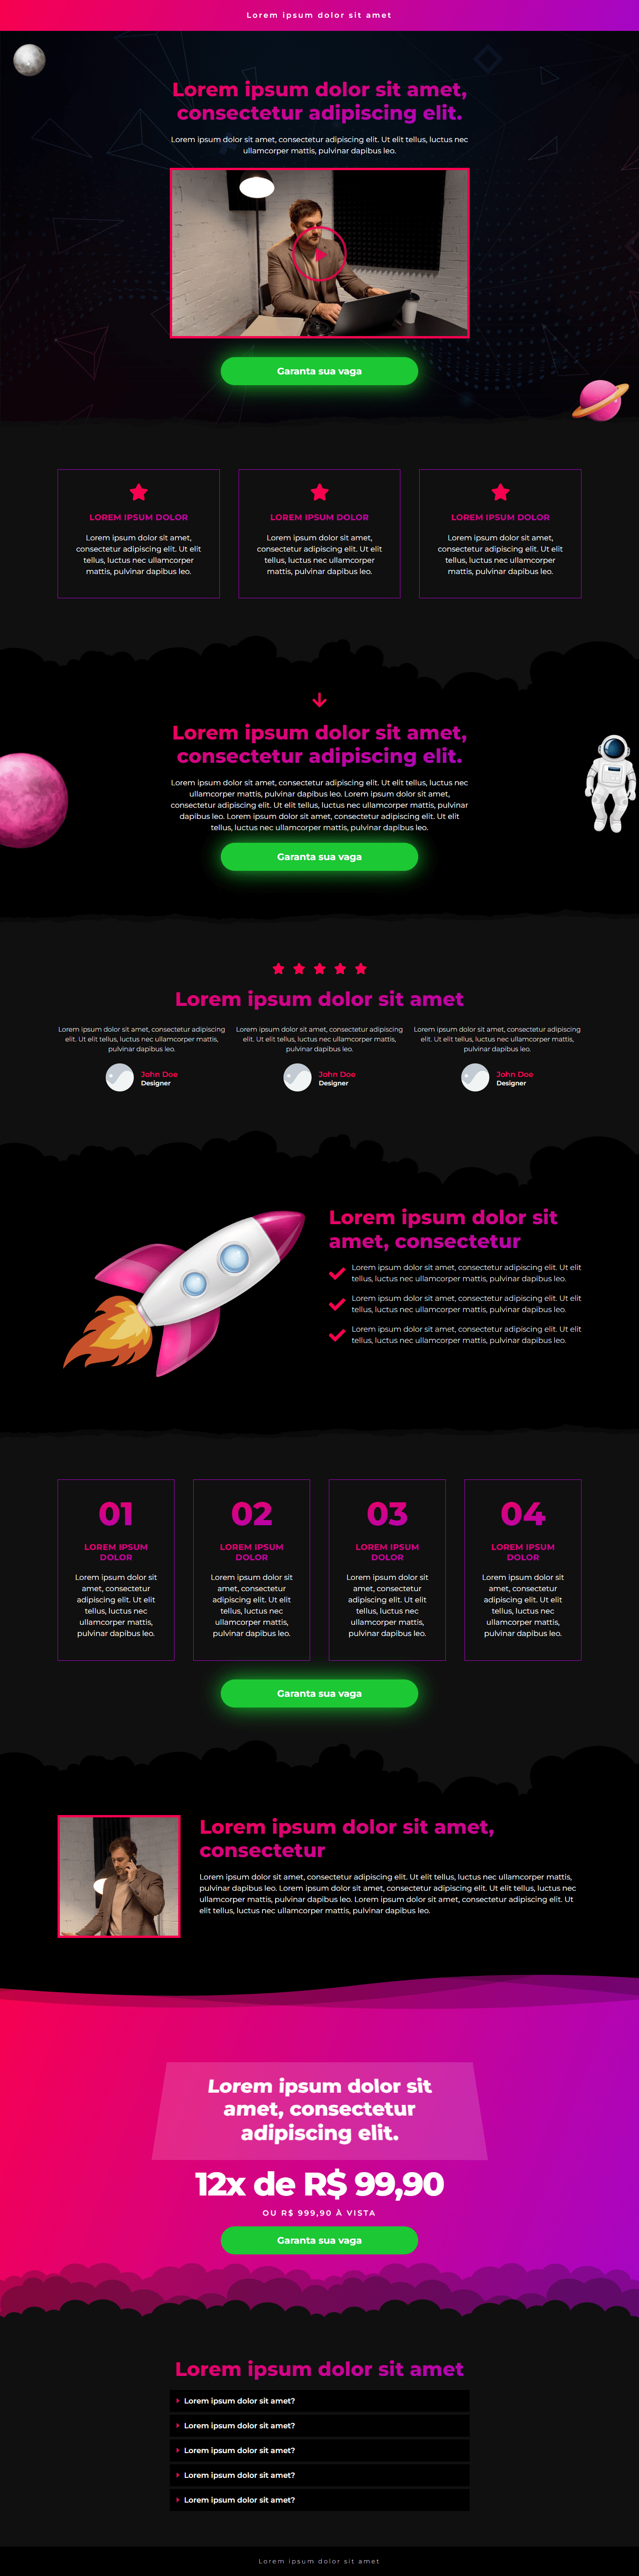 Lorem ipsum dolor sit amet
Lorem ipsum dolor sit amet,
consectetur adipiscing elit.
Lorem ipsum dolor sit amet, consectetur adipiscing elit. Ut elit tellus, luctus nec
ullamcorper mattis, pulvinar dapibus leo.
Garanta sua vaga
LOREM IPSUM DOLOR
Lorem ipsum dolor sit amet,
consectetur adipiscing elit. Ut elit
tellus, luctus nec ullamcorper
mattis, pulvinar dapibus leo.
LOREM IPSUM DOLOR
Lorem ipsum dolor sit amet,
consectetur adipiscing elit. Ut elit
tellus, luctus nec ullamcorper
mattis, pulvinar dapibus leo.
LOREM IPSUM DOLOR
Lorem ipsum dolor sit amet,
consectetur adipiscing elit. Ut elit
tellus, luctus nec ullamcorper
mattis, pulvinar dapibus leo.
Lorem ipsum dolor sit amet,
consectetur adipiscing elit.
Lorem ipsum dolor sit amet, consectetur adipiscing elit. Ut elit tellus, luctus nec
ullamcorper mattis, pulvinar dapibus leo. Lorem ipsum dolor sit amet,
consectetur adipiscing elit. Ut elit tellus, luctus nec ullamcorper mattis, pulvinar
dapibus leo. Lorem ipsum dolor sit amet, consectetur adipiscing elit. Ut elit
tellus, luctus nec ullamcorper mattis, pulvinar dapibus leo.
Garanta sua vaga
Lorem ipsum dolor sit amet
Lorem ipsum dolor sit amet, consectetur adipiscing
elit. Ut elit tellus, luctus nec ullamcorper mattis,
pulvinar dapibus leo.
John Doe
Designer
Lorem ipsum dolor sit amet, consectetur adipiscing
elit. Ut elit tellus, luctus nec ullamcorper mattis,
pulvinar dapibus leo.
John Doe
Designer
Lorem ipsum dolor sit amet, consectetur adipiscing
elit. Ut elit tellus, luctus nec ullamcorper mattis,
pulvinar dapibus leo.
John Doe
Designer
Lorem ipsum dolor sit
amet, consectetur
Lorem ipsum dolor sit amet, consectetur adipiscing elit. Ut elit
tellus, luctus nec ullamcorper mattis, pulvinar dapibus leo.
Lorem ipsum dolor sit amet, consectetur adipiscing elit. Ut elit
tellus, luctus nec ullamcorper mattis, pulvinar dapibus leo.
Lorem ipsum dolor sit amet, consectetur adipiscing elit. Ut elit
tellus, luctus nec ullamcorper mattis, pulvinar dapibus leo.
01
LOREM IPSUM
DOLOR
Lorem ipsum dolor sit
amet, consectetur
adipiscing elit. Ut elit
tellus, luctus nec
ullamcorper mattis,
pulvinar dapibus leo.
02
LOREM IPSUM
DOLOR
Lorem ipsum dolor sit
amet, consectetur
adipiscing elit. Ut elit
tellus, luctus nec
ullamcorper mattis,
pulvinar dapibus leo.
03
LOREM IPSUM
DOLOR
Lorem ipsum dolor sit
amet, consectetur
adipiscing elit. Ut elit
tellus, luctus nec
ullamcorper mattis,
pulvinar dapibus leo.
04
LOREM IPSUM
DOLOR
Lorem ipsum dolor sit
amet, consectetur
adipiscing elit. Ut elit
tellus, luctus nec
ullamcorper mattis,
pulvinar dapibus leo.
Garanta sua vaga
Lorem ipsum dolor sit amet,
consectetur
Lorem ipsum dolor sit amet, consectetur adipiscing elit. Ut elit tellus, luctus nec ullamcorper mattis,
pulvinar dapibus leo. Lorem ipsum dolor sit amet, consectetur adipiscing elit. Ut elit tellus, luctus nec
ullamcorper mattis, pulvinar dapibus leo. Lorem ipsum dolor sit amet, consectetur adipiscing elit. Ut
elit tellus, luctus nec ullamcorper mattis, pulvinar dapibus leo.
Lorem ipsum dolor sit
amet, consectetur
adipiscing elit.
12x de R$ 99,90
OU R$ 999,90 À VISTA
Garanta sua vaga
Lorem ipsum dolor sit amet
Lorem ipsum dolor sit amet?
Lorem ipsum dolor sit amet?
Lorem ipsum dolor sit amet?
Lorem ipsum dolor sit amet?
Lorem ipsum dolor sit amet?
Lorem ipsum dolor sit amet